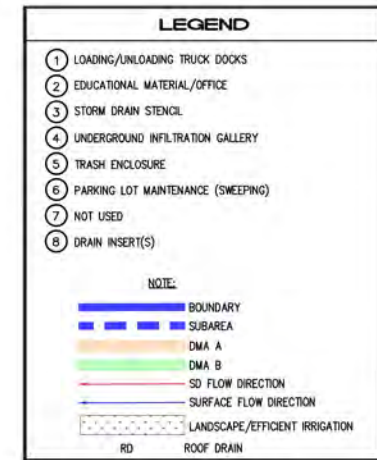 LEGEND
1 LOADING/UNLOADING TRUCK DOCKS
2 EDUCATIONAL MATERIAL/OFFICE
3 STORM DRAIN STENCIL
4 UNDERGROUND INFILTRATION GALLERY
5 TRASH ENCLOSURE
6 PARKING LOT MAINTENANCE (SWEEPING)
7 NOT USED
8 DRAIN INSERT(S)
NOTE:
BOUNDARY
SUBAREA
DMA A
DMA B
SD FLOW DIRECTION
SURFACE FLOW DIRECTION
LANDSCAPE/EFFICIENT IRRIGATION
RD ROOF DRAIN